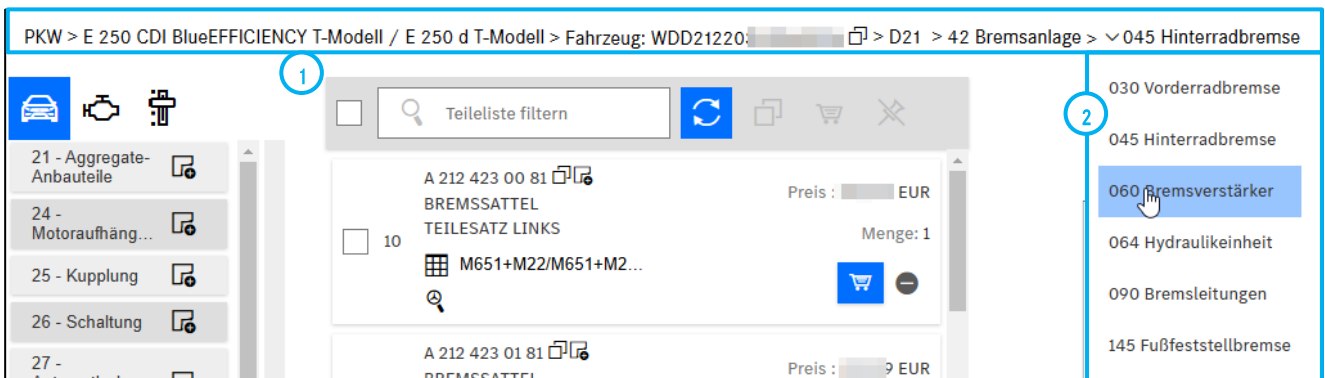 PKW > E 250 CDI BlueEFFICIENCY T-Modell / E 250 d T-Modell > Fahrzeug: WDD21220 > D21 > 42 Bremsanlage > 045 Hinterradbremse
1
2
Teileliste filtern
21 - Aggregate-
Anbauteile
24 -
Motoraufhäng...
25 - Kupplung
26 - Schaltung
27 -
10
A 212 423 00 81
BREMSSATTEL
TEILESATZ LINKS
M651+M22/M651+M2...
Preis : EUR
Menge: 1
A 212 423 01 81
BREMSSATTEL
Preis : 9 EUR
030 Vorderradbremse
045 Hinterradbremse
060 Bremsverstärker
064 Hydraulikeinheit
090 Bremsleitungen
145 Fußfeststellbremse